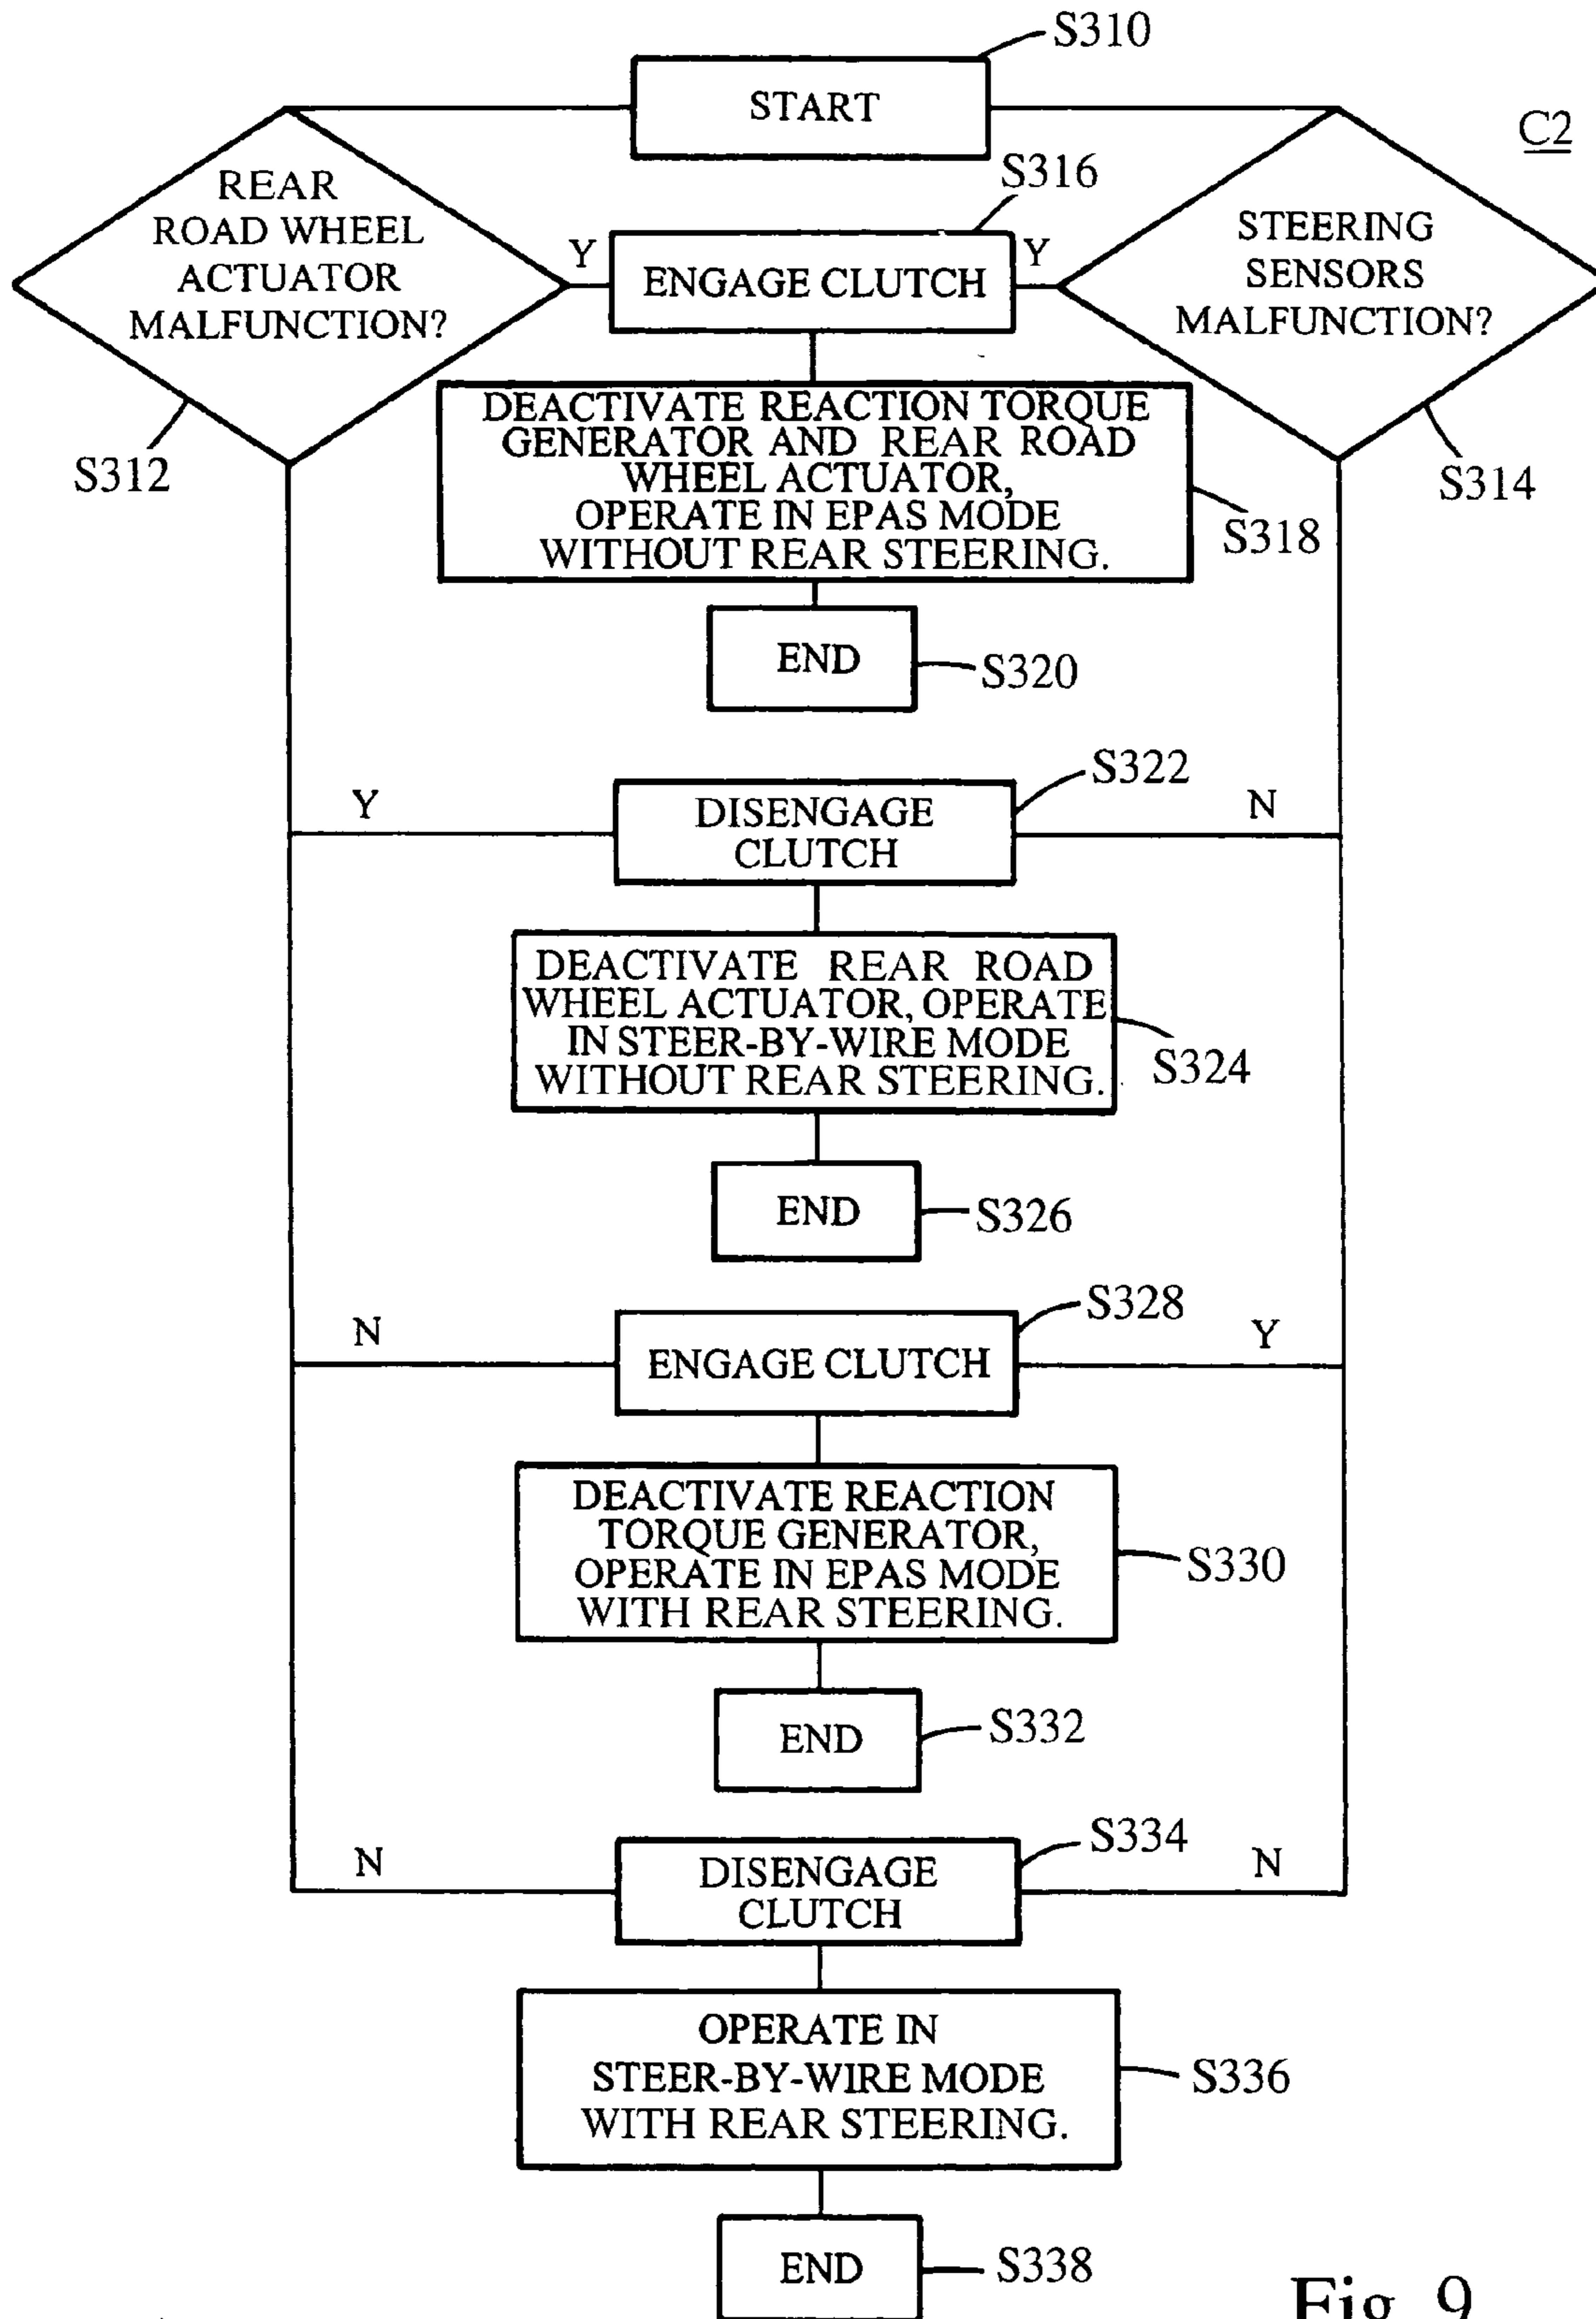 S310
START
C2
S316
REAR
ROAD WHEEL
ACTUATOR
MALFUNCTION?
Y
ENGAGE CLUTCH
Y
STEERING
SENSORS
MALFUNCTION?
S312
DEACTIVATE REACTION TORQUE
GENERATOR AND REAR ROAD
WHEEL ACTUATOR,
OPERATE IN EPAS MODE
WITHOUT REAR STEERING.
S314
S318
END
S320
S322
Y
DISENGAGE
CLUTCH
N
DEACTIVATE REAR ROAD
WHEEL ACTUATOR, OPERATE
IN STEER-BY-WIRE MODE
WITHOUT REAR STEERING.
S324
END
S326
S328
N
ENGAGE CLUTCH
Y
DEACTIVATE REACTION
TORQUE GENERATOR,
OPERATE IN EPAS MODE
WITH REAR STEERING.
S330
END
S332
S334
N
DISENGAGE
CLUTCH
N
OPERATE IN
STEER-BY-WIRE MODE
WITH REAR STEERING.
S336
END
S338
Fig. 9